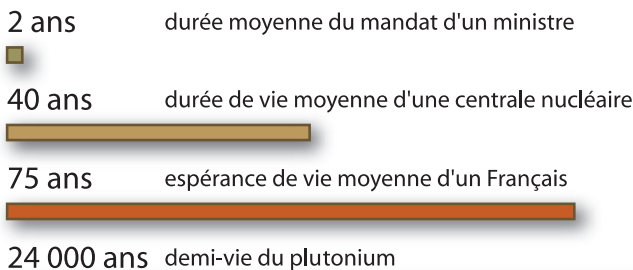 2 ans durée moyenne du mandat d'un ministre
40 ans durée de vie moyenne d'une centrale nucléaire
75 ans espérance de vie moyenne d'un Français
24 000 ans demi-vie du plutonium